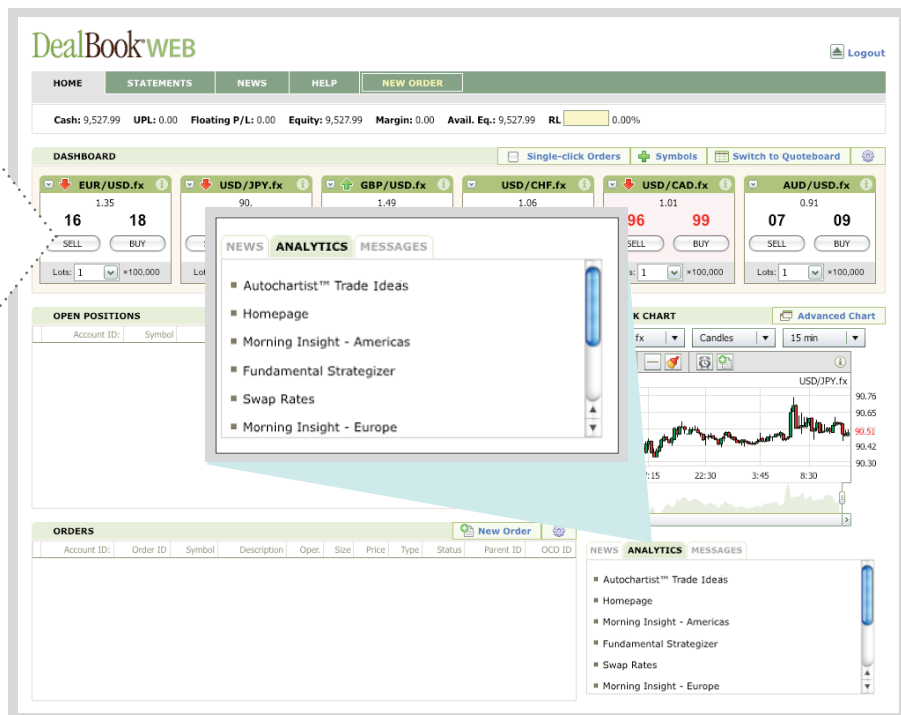 DealBook WEB
Logout
HOME STATEMENTS NEWS HELP NEW ORDER
Cash: 9,527.99 UPL: 0.00 Floating P/L: 0.00 Equity: 9,527.99 Margin: 0.00 Avail. Eq.: 9,527.99 RL 0.00%
DASHBOARD Single-click Orders Symbols Switch to Quoteboard
EUR/USD.fx USD/JPY.fx GBP/USD.fx USD/CHF.fx USD/CAD.fx AUD/USD.fx
1.35 90. 1.49 1.06 1.01 0.91
16 18 96 99 07 09
SELL BUY SELL BUY SELL BUY
Lots: 1 ×100,000 1 ×100,000 Lots: 1 ×100,000
NEWS ANALYTICS MESSAGES
Autochartist™ Trade Ideas
Homepage
Morning Insight - Americas
Fundamental Strategizer
Swap Rates
Morning Insight - Europe
OPEN POSITIONS
Account ID: Symbol
CHART Advanced Chart
fx Candles 15 min
USD/JPY.fx
90.76
90.65
90.51
90.42
90.30
:15 22:30 3:45 8:30
ORDERS New Order
Account ID: Order ID Symbol Description Oper. Size Price Type Status Parent ID OCO ID
NEWS ANALYTICS MESSAGES
Autochartist™ Trade Ideas
Homepage
Morning Insight - Americas
Fundamental Strategizer
Swap Rates
Morning Insight - Europe